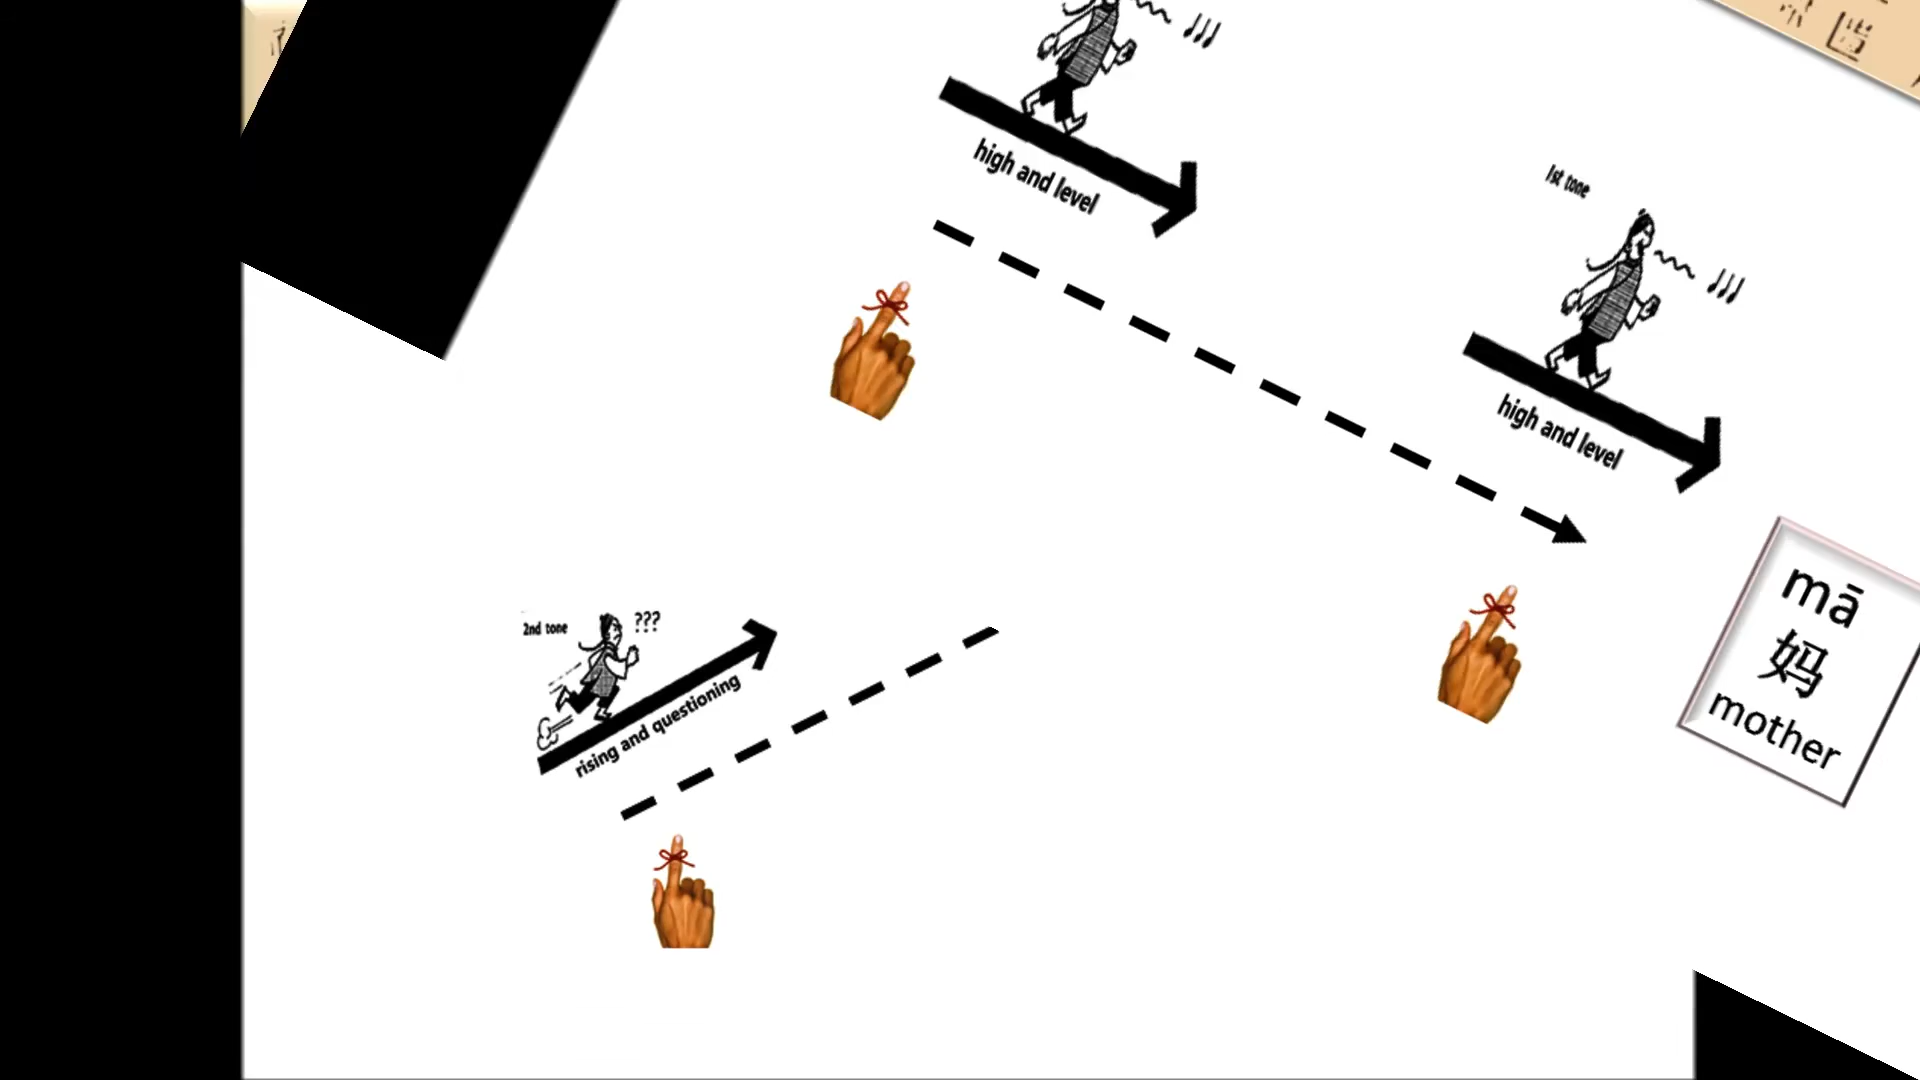 high and level
1st tone
high and level
mā
妈
mother
2nd tone
???
rising and questioning